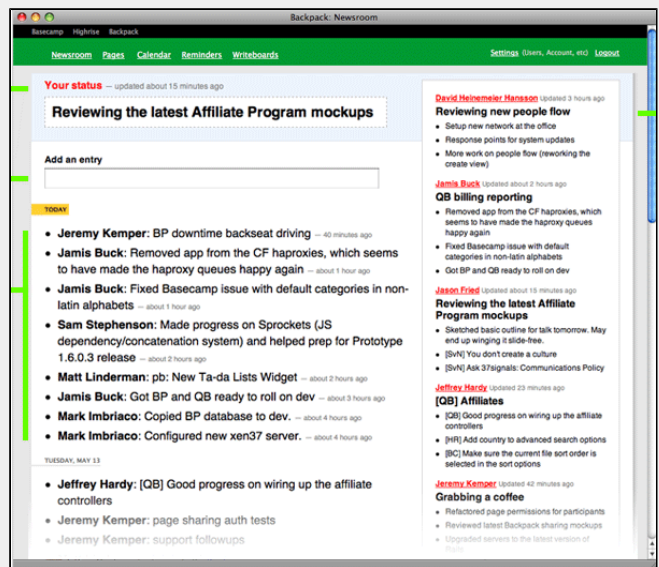 Backpack: Newsroom
Basecamp Highrise Backpack
Newsroom Pages Calendar Reminders Writeboards
Settings (Users, Account, etc) Logout
Your status — updated about 15 minutes ago
Reviewing the latest Affiliate Program mockups
Add an entry
TODAY
• Jeremy Kemper: BP downtime backseat driving — 40 minutes ago
• Jamis Buck: Removed app from the CF haproxies, which seems
to have made the haproxy queues happy again — about 1 hour ago
• Jamis Buck: Fixed Basecamp issue with default categories in non-
latin alphabets — about 1 hour ago
• Sam Stephenson: Made progress on Sprockets (JS
dependency/concatenation system) and helped prep for Prototype
1.6.0.3 release — about 2 hours ago
• Matt Linderman: pb: New Ta-da Lists Widget — about 2 hours ago
• Jamis Buck: Got BP and QB ready to roll on dev — about 3 hours ago
• Mark Imbriaco: Copied BP database to dev. — about 4 hours ago
• Mark Imbriaco: Configured new xen37 server. — about 4 hours ago
TUESDAY, MAY 13
• Jeffrey Hardy: [QB] Good progress on wiring up the affiliate
controllers
• Jeremy Kemper: page sharing auth tests
• Jeremy Kemper: support followups
David Heinemeier Hansson Updated 3 hours ago
Reviewing new people flow
• Setup new network at the office
• Response points for system updates
• More work on people flow (reworking the
create view)
Jamis Buck Updated about 2 hours ago
QB billing reporting
• Removed app from the CF haproxies, which
seems to have made the haproxy queues
happy again
• Fixed Basecamp issue with default
categories in non-latin alphabets
• Got BP and QB ready to roll on dev
Jason Fried Updated about 15 minutes ago
Reviewing the latest Affiliate
Program mockups
• Sketched basic outline for talk tomorrow. May
end up winging it slide-free.
• [SvN] You don't create a culture
• [SvN] Ask 37signals: Communications Policy
Jeffrey Hardy Updated 23 minutes ago
[QB] Affiliates
• [QB] Good progress on wiring up the affiliate
controllers
• [HR] Add country to advanced search options
• [BC] Make sure the current file sort order is
selected in the sort options
Jeremy Kemper Updated 42 minutes ago
Grabbing a coffee
• Refactored page permissions for participants
• Reviewed latest Backpack sharing mockups
• Upgraded servers to the latest version of
Rails